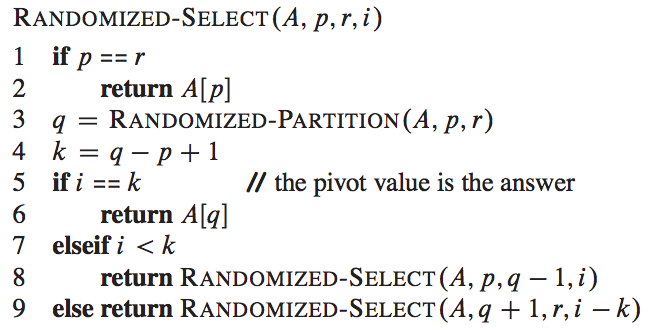 RANDOMIZED-SELECT(A, p, r, i)
1 if p == r
2 return A[p]
3 q = RANDOMIZED-PARTITION(A, p, r)
4 k = q − p + 1
5 if i == k // the pivot value is the answer
6 return A[q]
7 elseif i < k
8 return RANDOMIZED-SELECT(A, p, q − 1, i)
9 else return RANDOMIZED-SELECT(A, q + 1, r, i − k)